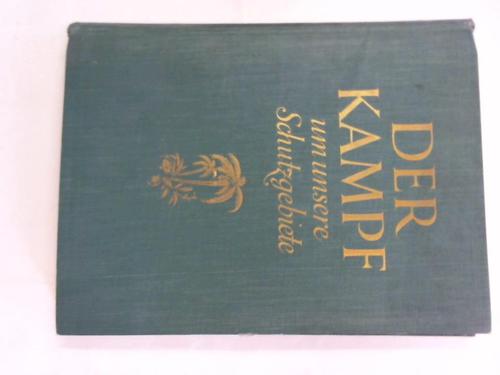 DER
KAMPF
um unsere
Schutzgebiete